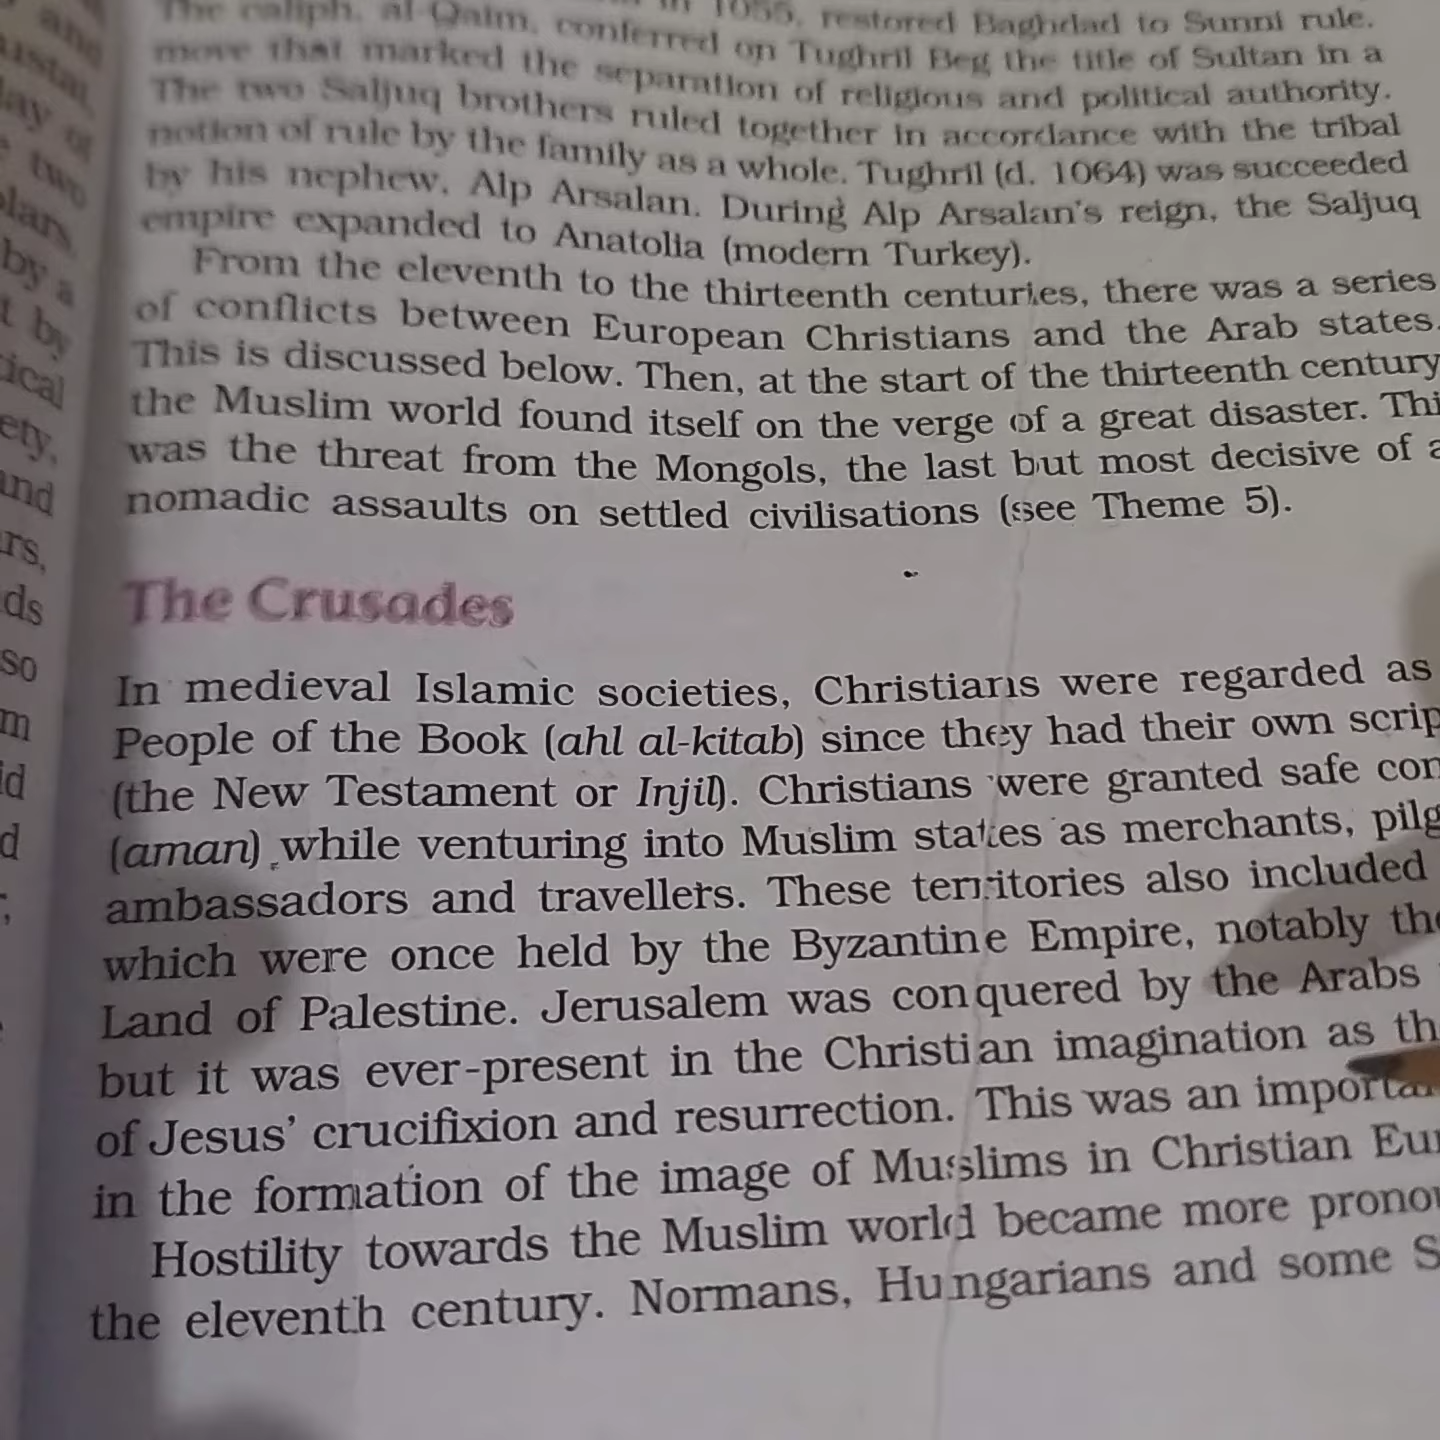 in 1055, restored Baghdad to Sunni rule.
The caliph, al-Qaim, conferred on Tughril Beg the title of Sultan in a
move that marked the separation of religious and political authority.
The two Saljuq brothers ruled together in accordance with the tribal
notion of rule by the family as a whole. Tughril (d. 1064) was succeeded
by his nephew, Alp Arsalan. During Alp Arsalan's reign, the Saljuq
empire expanded to Anatolia (modern Turkey).
From the eleventh to the thirteenth centuries, there was a series
of conflicts between European Christians and the Arab states.
This is discussed below. Then, at the start of the thirteenth century
the Muslim world found itself on the verge of a great disaster. Thi
was the threat from the Mongols, the last but most decisive of a
nomadic assaults on settled civilisations (see Theme 5).
The Crusades
In medieval Islamic societies, Christians were regarded as
People of the Book (ahl al-kitab) since they had their own scrip
(the New Testament or Injil). Christians were granted safe con
(aman) while venturing into Muslim states as merchants, pilg
ambassadors and travellers. These territories also included
which were once held by the Byzantine Empire, notably the
Land of Palestine. Jerusalem was conquered by the Arabs
but it was ever-present in the Christian imagination as th
of Jesus' crucifixion and resurrection. This was an importa
in the formation of the image of Muslims in Christian Eur
Hostility towards the Muslim world became more prono
the eleventh century. Normans, Hungarians and some S